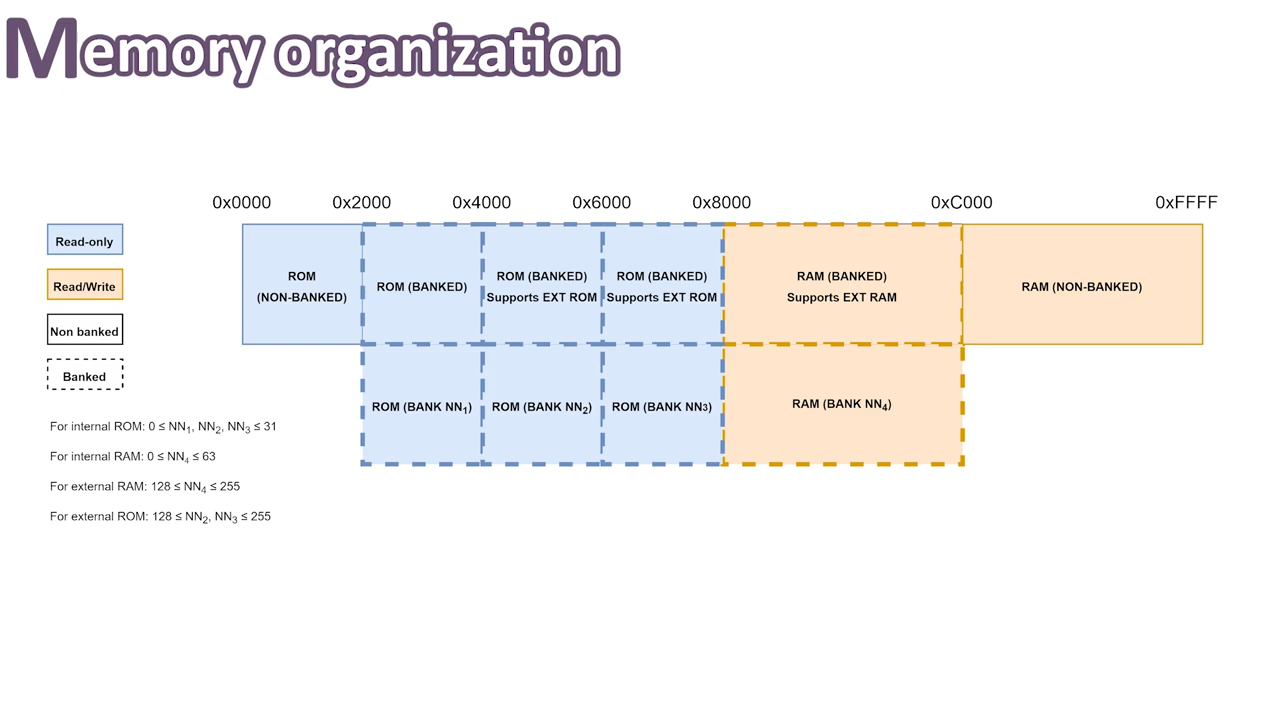 Memory organization
0x0000 0x2000 0x4000 0x6000 0x8000 0xC000 0xFFFF
Read-only
Read/Write
Non banked
Banked
ROM
(NON-BANKED)
ROM (BANKED)
ROM (BANKED)
Supports EXT ROM
ROM (BANKED)
Supports EXT ROM
RAM (BANKED)
Supports EXT RAM
RAM (NON-BANKED)
ROM (BANK NN₁)
ROM (BANK NN₂)
ROM (BANK NN₃)
RAM (BANK NN₄)
For internal ROM: 0 ≤ NN₁, NN₂, NN₃ ≤ 31
For internal RAM: 0 ≤ NN₄ ≤ 63
For external RAM: 128 ≤ NN₄ ≤ 255
For external ROM: 128 ≤ NN₂, NN₃ ≤ 255